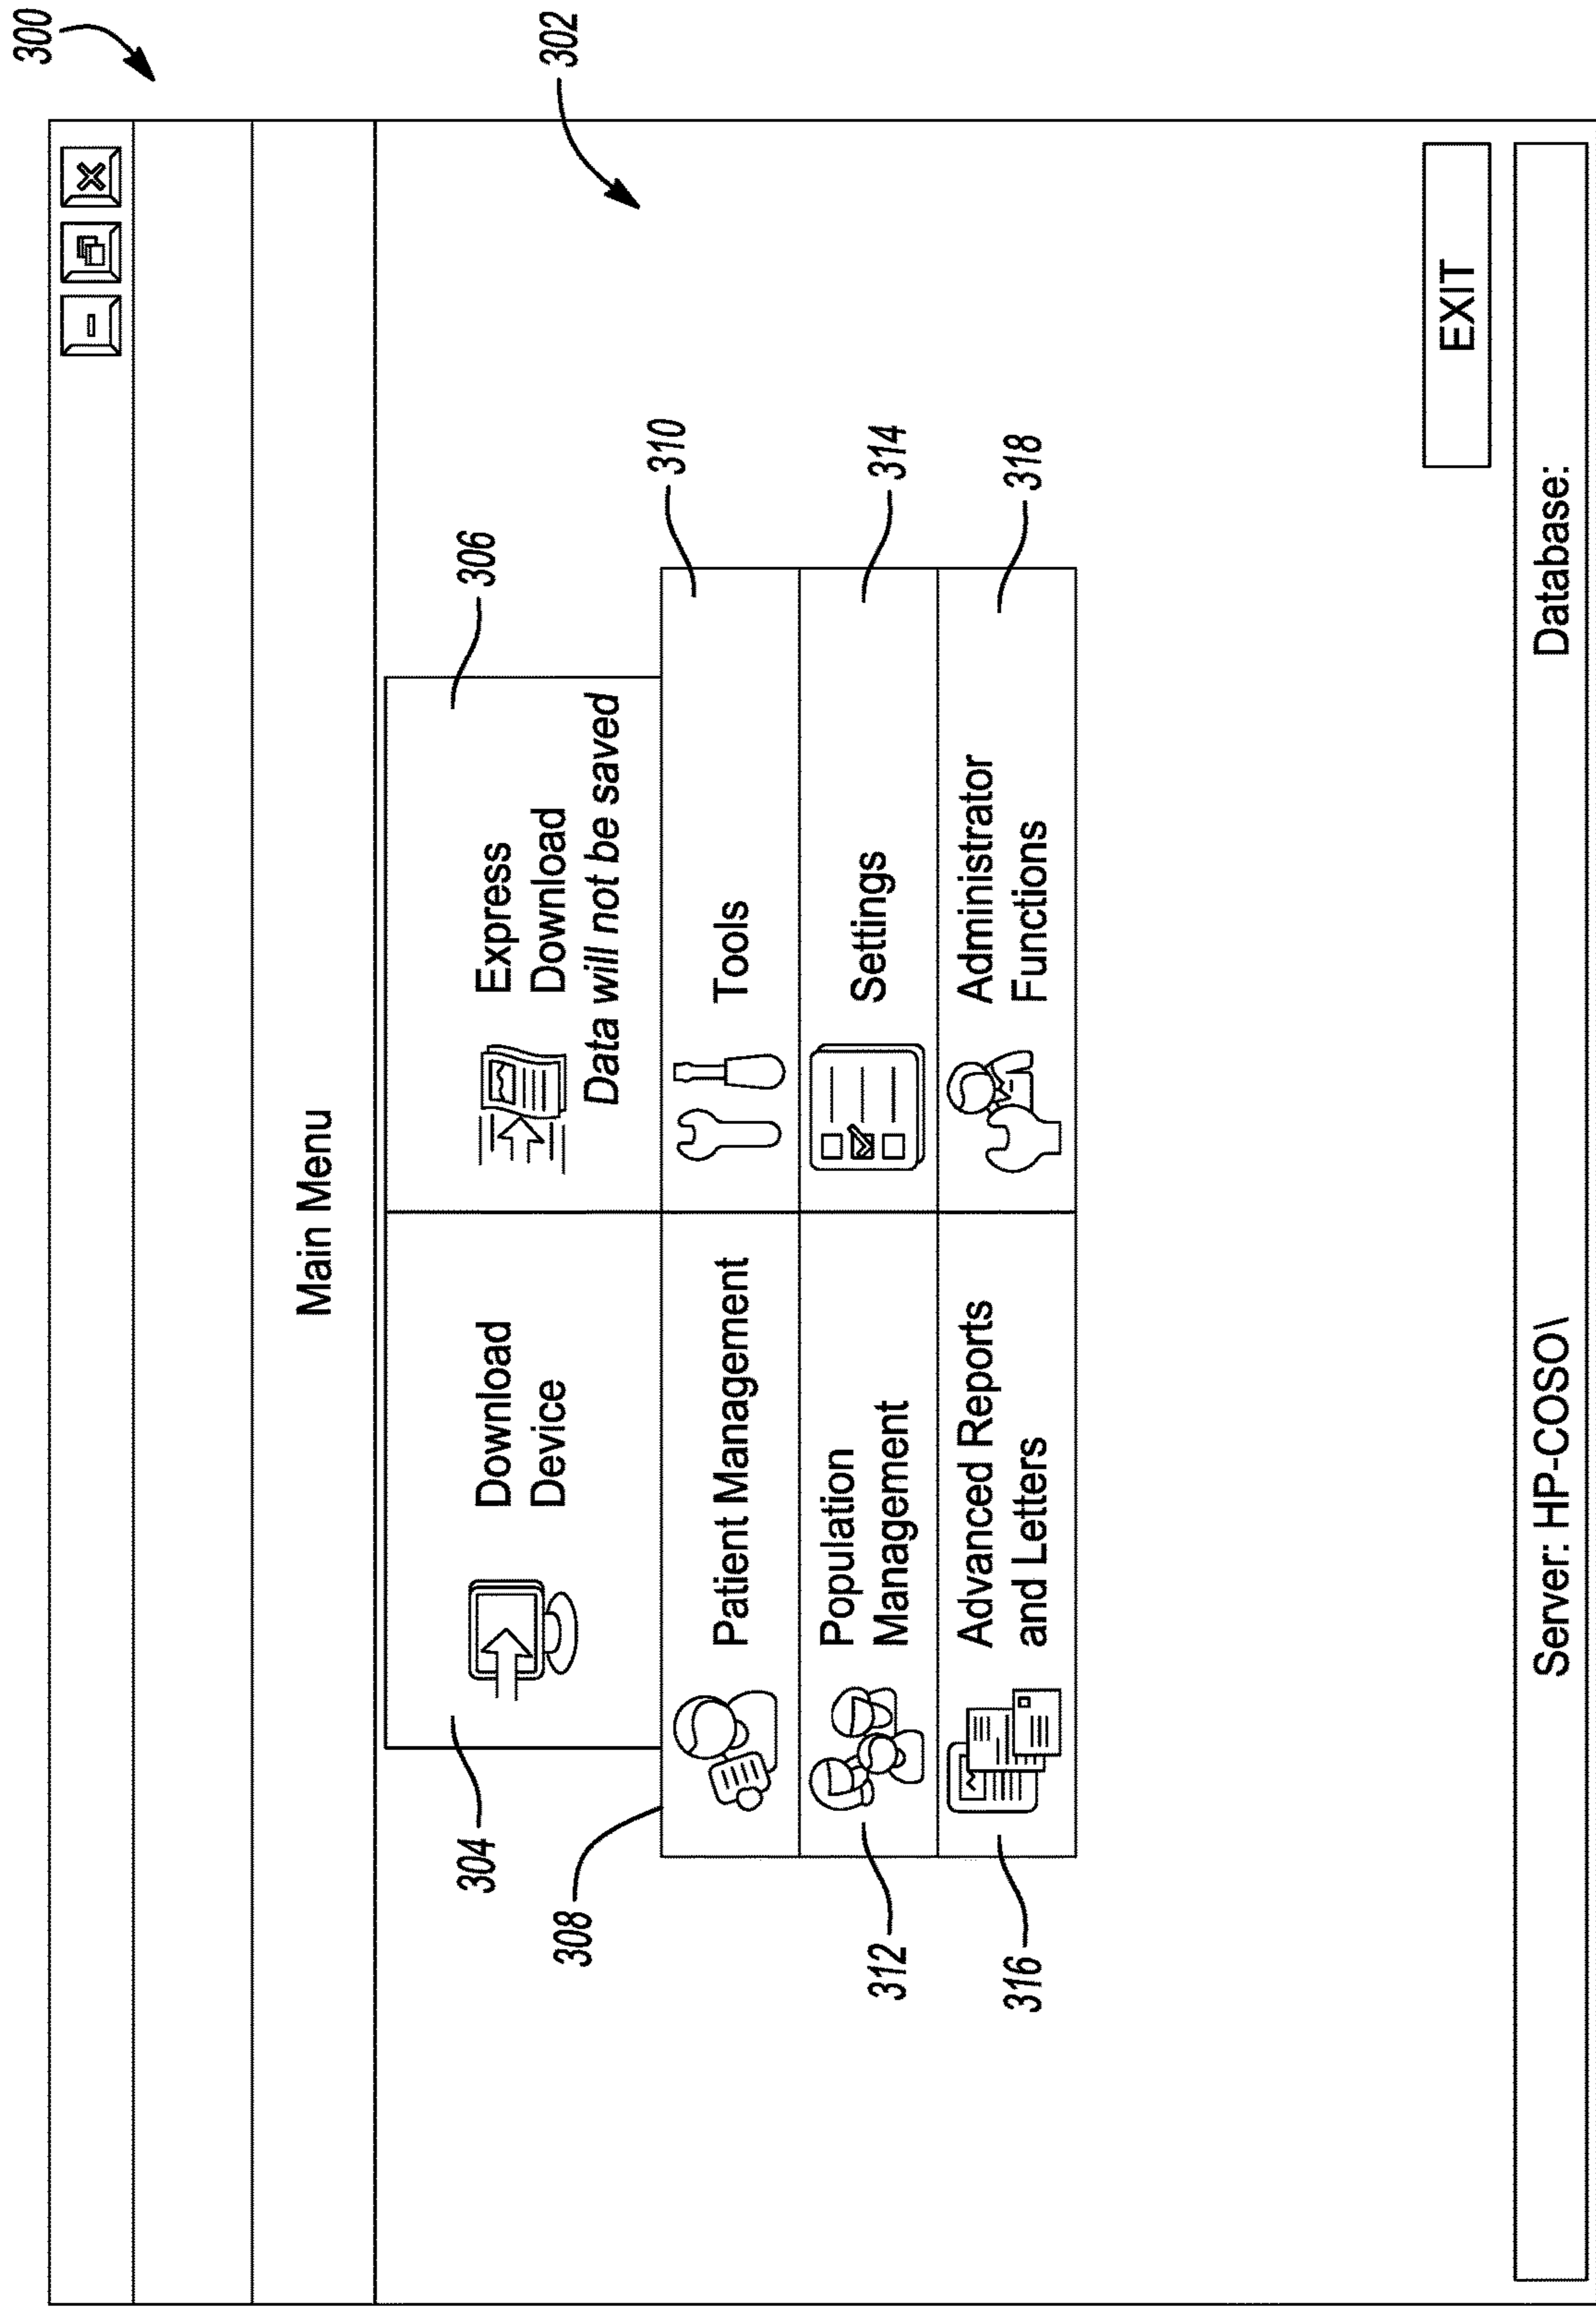 300
302
Main Menu
304
Download
Device
306
Express
Download
Data will not be saved
308
Patient Management
310
Tools
312
Population
Management
314
Settings
316
Advanced Reports
and Letters
318
Administrator
Functions
EXIT
Server: HP-COSO\
Database: